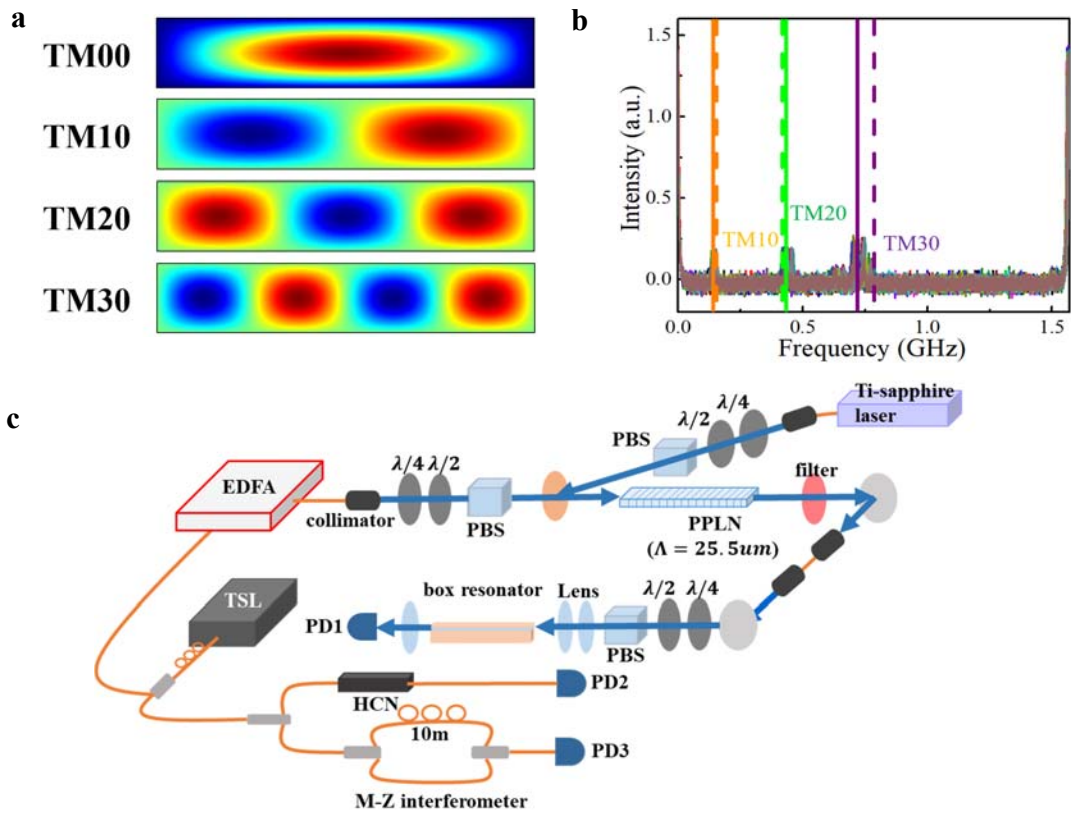 a
TM00
TM10
TM20
TM30
b
Intensity (a.u.)
1.5
1.0
0.5
0.0
TM10
TM20
TM30
0.0
0.5
1.0
1.5
Frequency (GHz)
c
Ti-sapphire
laser
λ/4
λ/2
PBS
EDFA
λ/4 λ/2
collimator
PBS
filter
PPLN
(Λ = 25.5um)
TSL
box resonator
Lens
λ/2 λ/4
PD1
PBS
HCN
PD2
10m
PD3
M-Z interferometer